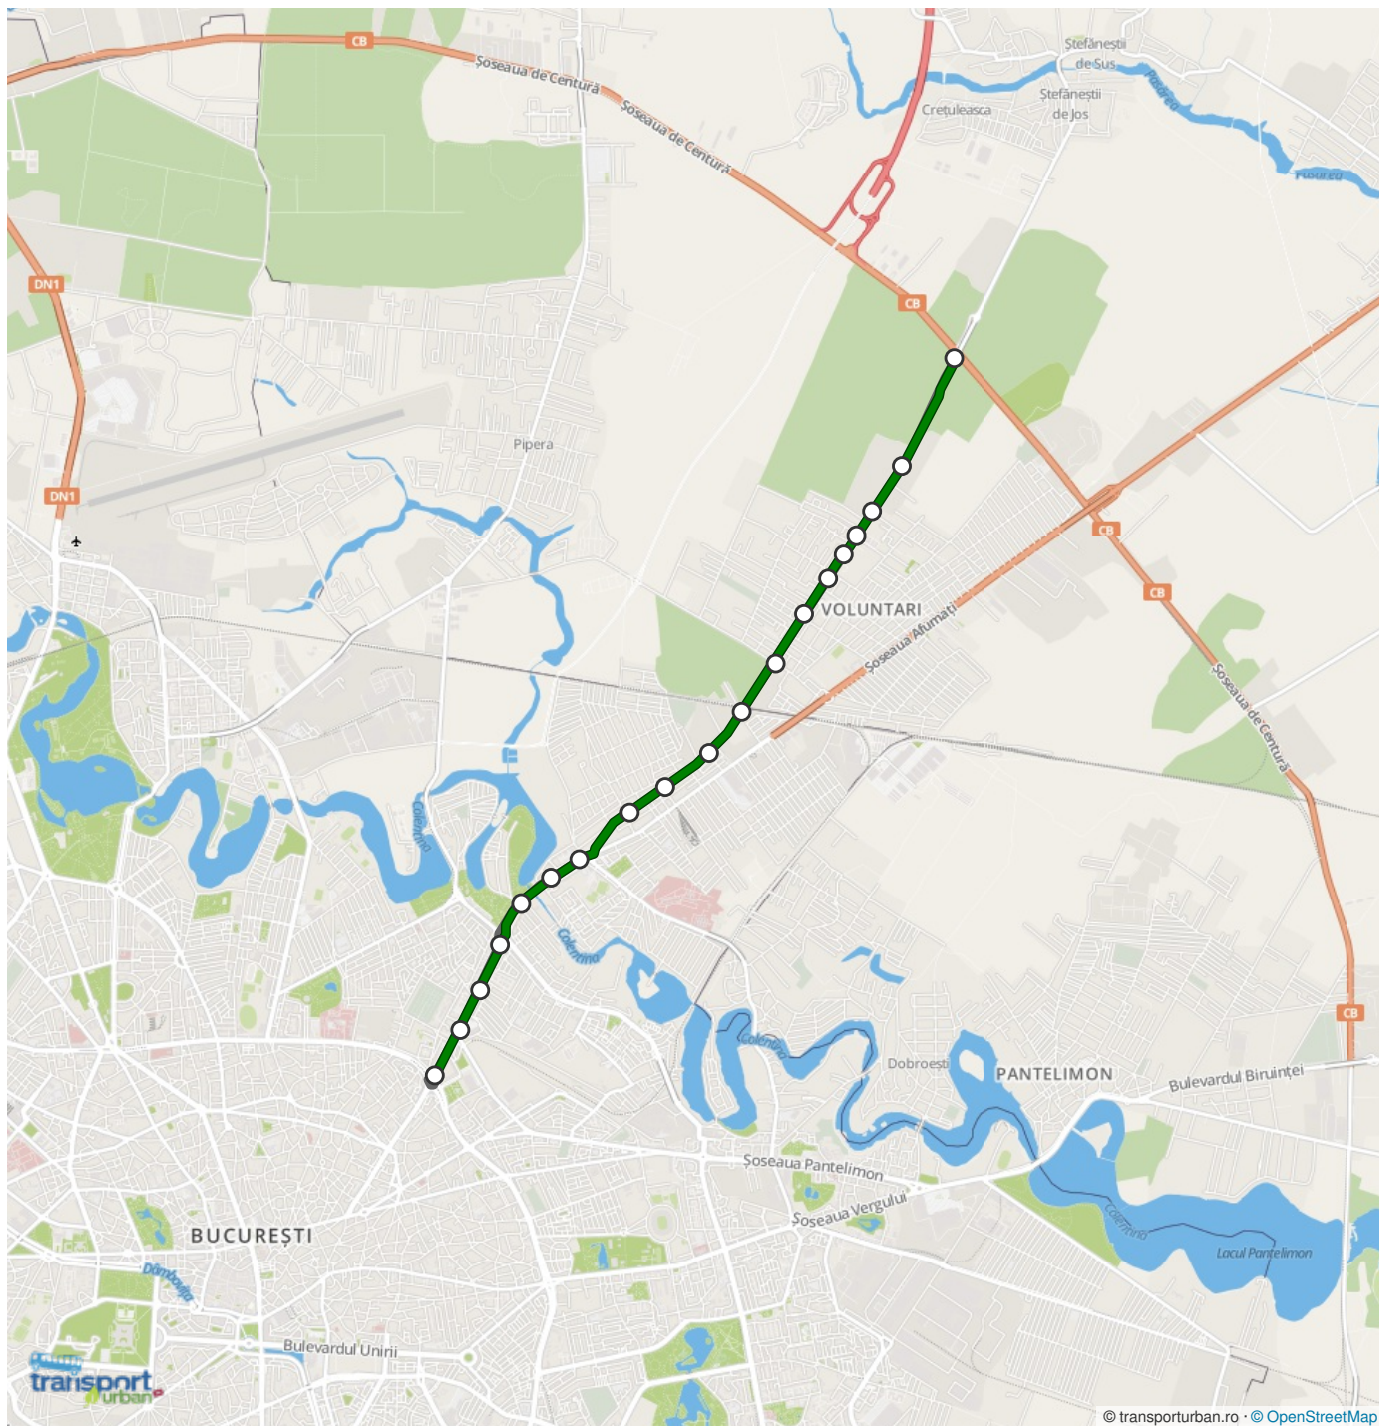 CB
Șoseaua de Centură
Ștefăneștii
de Sus
Pasărea
Șoseaua de Centură
Crețuleasca
Ștefăneștii
de Jos
DN1
CB
Pipera
DN1
CB
CB
VOLUNTARI
Șoseaua Afumați
Șoseaua de Centură
Colentina
Colentina
CB
Colentina
Dobroești
PANTELIMON
Bulevardul Biruinței
Șoseaua Pantelimon
Șoseaua Vergului
Colentina
BUCUREȘTI
Lacul Pantelimon
Dâmbovița
Bulevardul Unirii
transport
urban
© transporturban.ro · © OpenStreetMap